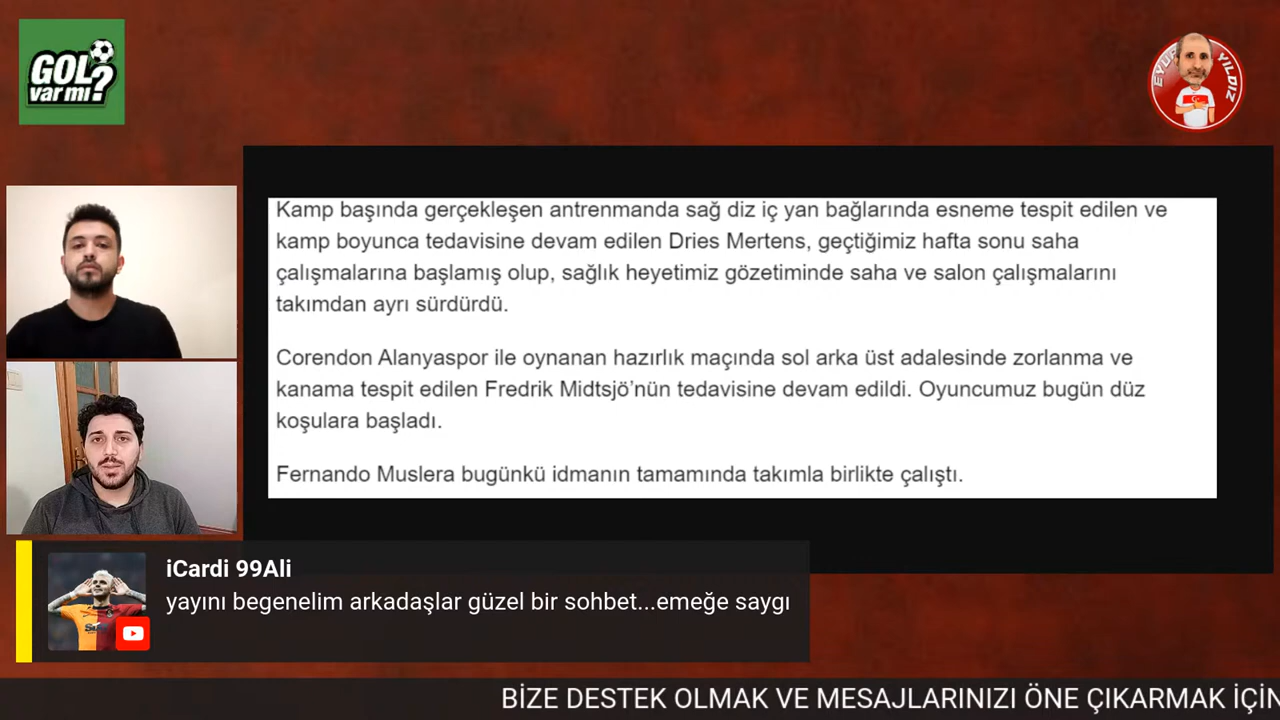 GOL
var mı?
EYÜP YILDIZ
Kamp başında gerçekleşen antrenmanda sağ diz iç yan bağlarında esneme tespit edilen ve
kamp boyunca tedavisine devam edilen Dries Mertens, geçtiğimiz hafta sonu saha
çalışmalarına başlamış olup, sağlık heyetimiz gözetiminde saha ve salon çalışmalarını
takımdan ayrı sürdürdü.
Corendon Alanyaspor ile oynanan hazırlık maçında sol arka üst adalesinde zorlanma ve
kanama tespit edilen Fredrik Midtsjö’nün tedavisine devam edildi. Oyuncumuz bugün düz
koşulara başladı.
Fernando Muslera bugünkü idmanın tamamında takımla birlikte çalıştı.
iCardi 99Ali
yayını begenelim arkadaşlar güzel bir sohbet...emeğe saygı
BİZE DESTEK OLMAK VE MESAJLARINIZI ÖNE ÇIKARMAK İÇİN